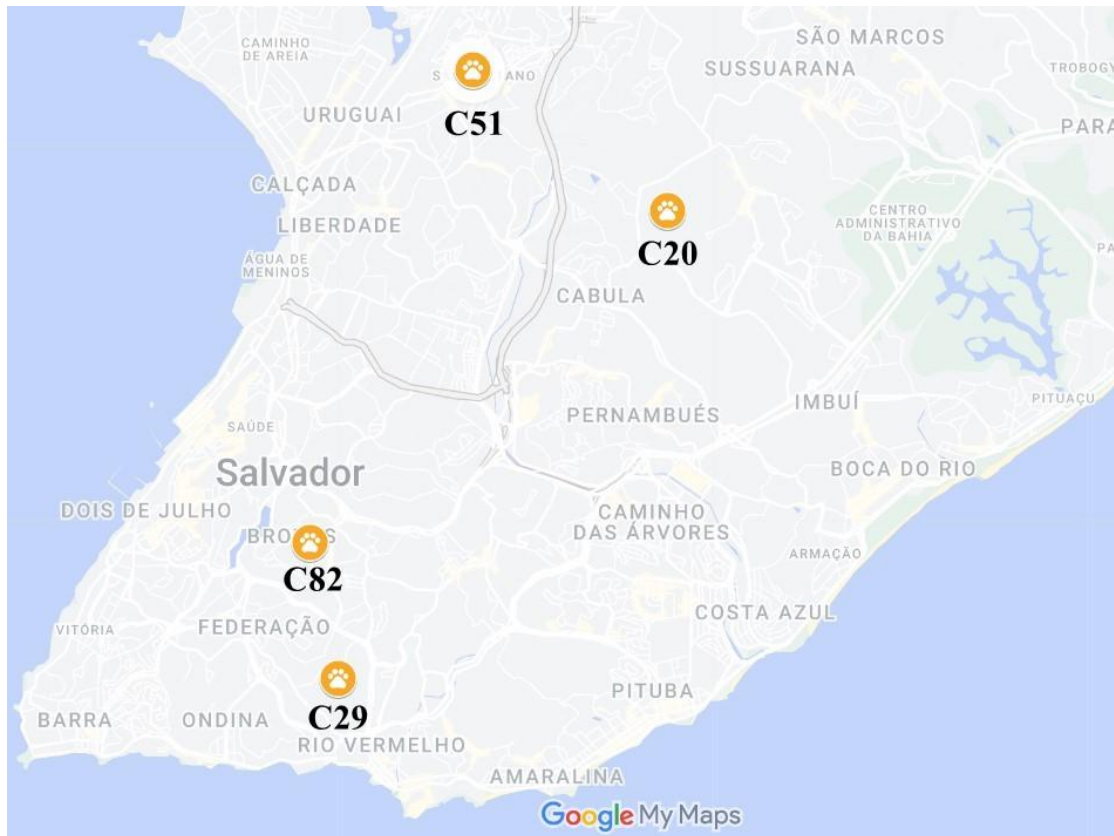 CAMINHO
DE AREIA
SÃO MARCOS
SUSSUARANA
TROBOGY
S
ANO
URUGUAI
C51
PARA
CALÇADA
LIBERDADE
CENTRO
ADMINISTRATIVO
DA BAHIA
C20
PA
ÁGUA DE
MENINOS
CABULA
PERNAMBUÉS
IMBUÍ
PITUAÇU
SAÚDE
Salvador
BOCA DO RIO
DOIS DE JULHO
CAMINHO
DAS ÁRVORES
BRO S
ARMAÇÃO
C82
COSTA AZUL
VITÓRIA
FEDERAÇÃO
PITUBA
BARRA
ONDINA
C29
RIO VERMELHO
AMARALINA
Google My Maps